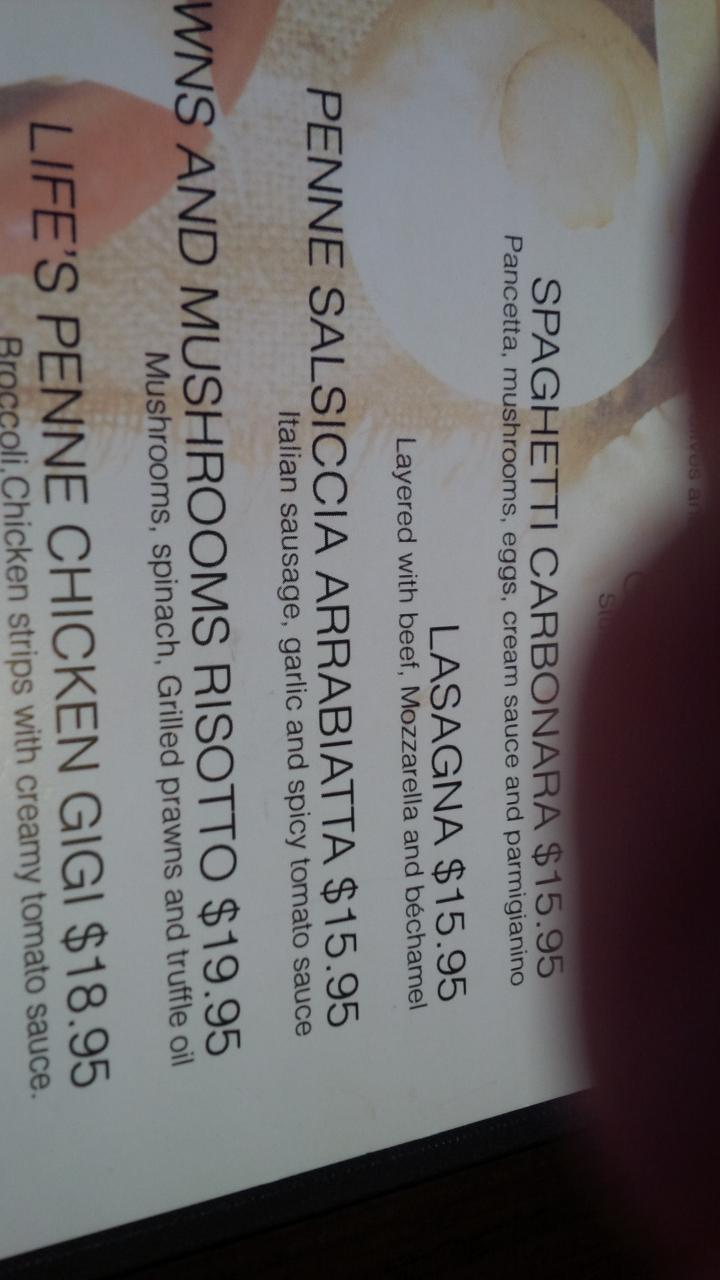 SPAGHETTI CARBONARA $15.95
Pancetta, mushrooms, eggs, cream sauce and parmigianino
LASAGNA $15.95
Layered with beef, Mozzarella and béchamel
PENNE SALSICCIA ARRABIATTA $15.95
Italian sausage, garlic and spicy tomato sauce
WNS AND MUSHROOMS RISOTTO $19.95
Mushrooms, spinach, Grilled prawns and truffle oil
LIFE'S PENNE CHICKEN GIGI $18.95
Broccoli,Chicken strips with creamy tomato sauce.